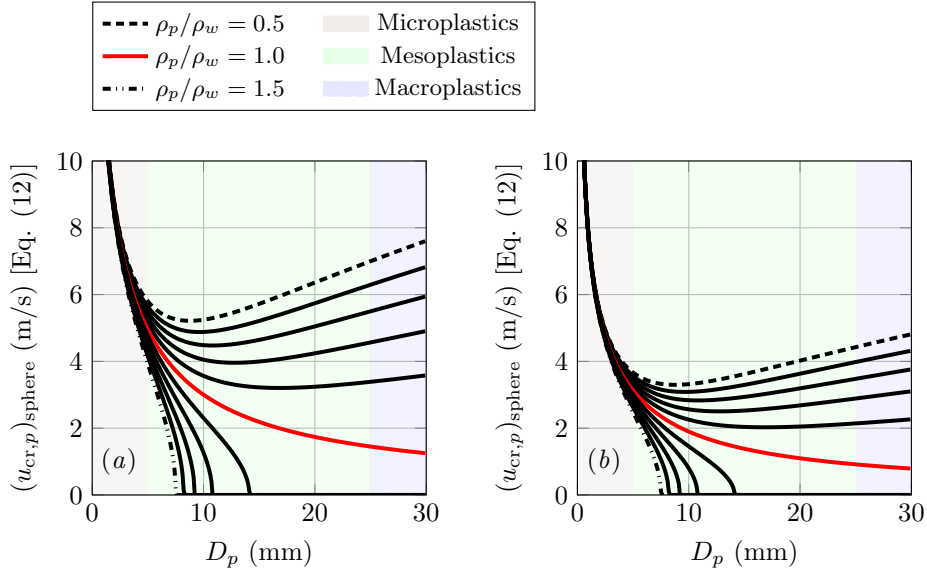 ρp/ρw = 0.5 Microplastics
ρp/ρw = 1.0 Mesoplastics
ρp/ρw = 1.5 Macroplastics
(ucr,p)sphere (m/s) [Eq. (12)]
10
8
6
4
2
0
(a)
0 10 20 30
Dp (mm)
(ucr,p)sphere (m/s) [Eq. (12)]
10
8
6
4
2
0
(b)
0 10 20 30
Dp (mm)